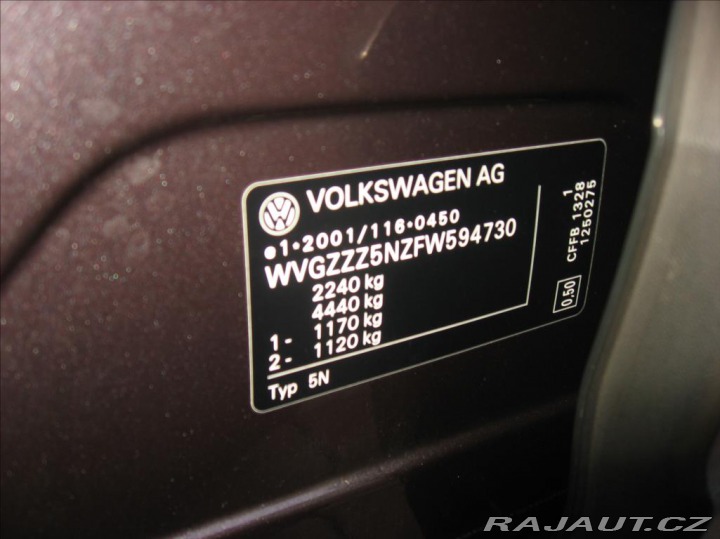 VOLKSWAGEN AG
e1*2001/116*0450
WVGZZZ5NZFW594730
2240 kg
4440 kg
1- 1170 kg
2- 1120 kg
Typ 5N
1
CFFB 1328
1250275
0.50
RAJAUT.CZ